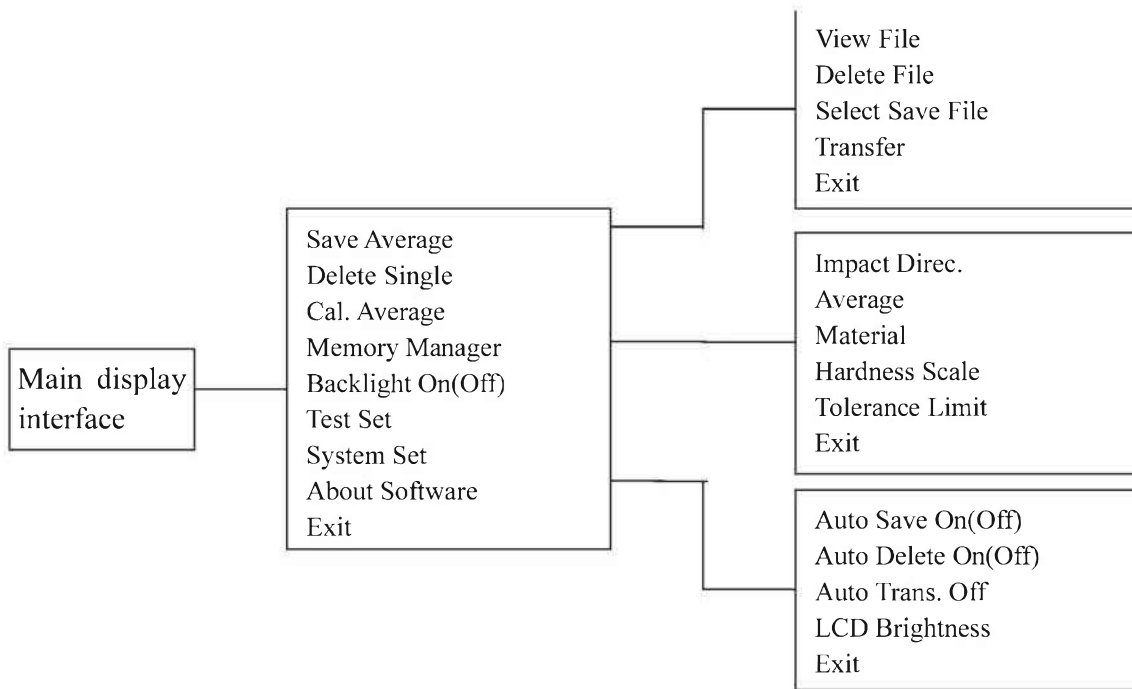 Main display
interface
Save Average
Delete Single
Cal. Average
Memory Manager
Backlight On(Off)
Test Set
System Set
About Software
Exit
View File
Delete File
Select Save File
Transfer
Exit
Impact Direc.
Average
Material
Hardness Scale
Tolerance Limit
Exit
Auto Save On(Off)
Auto Delete On(Off)
Auto Trans. Off
LCD Brightness
Exit